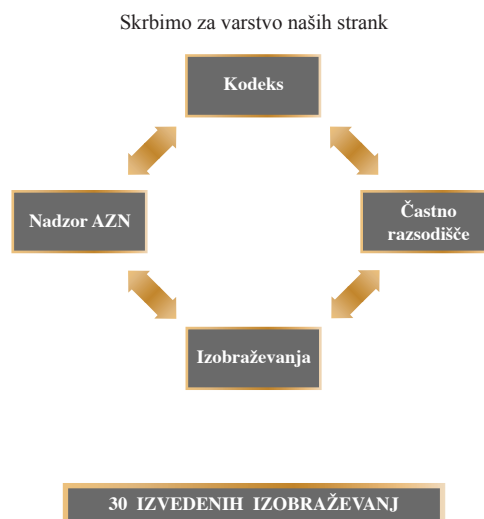 Skrbimo za varstvo naših strank
Kodeks
Nadzor AZN
Častno
razsodišče
Izobraževanja
30 IZVEDENIH IZOBRAŽEVANJ